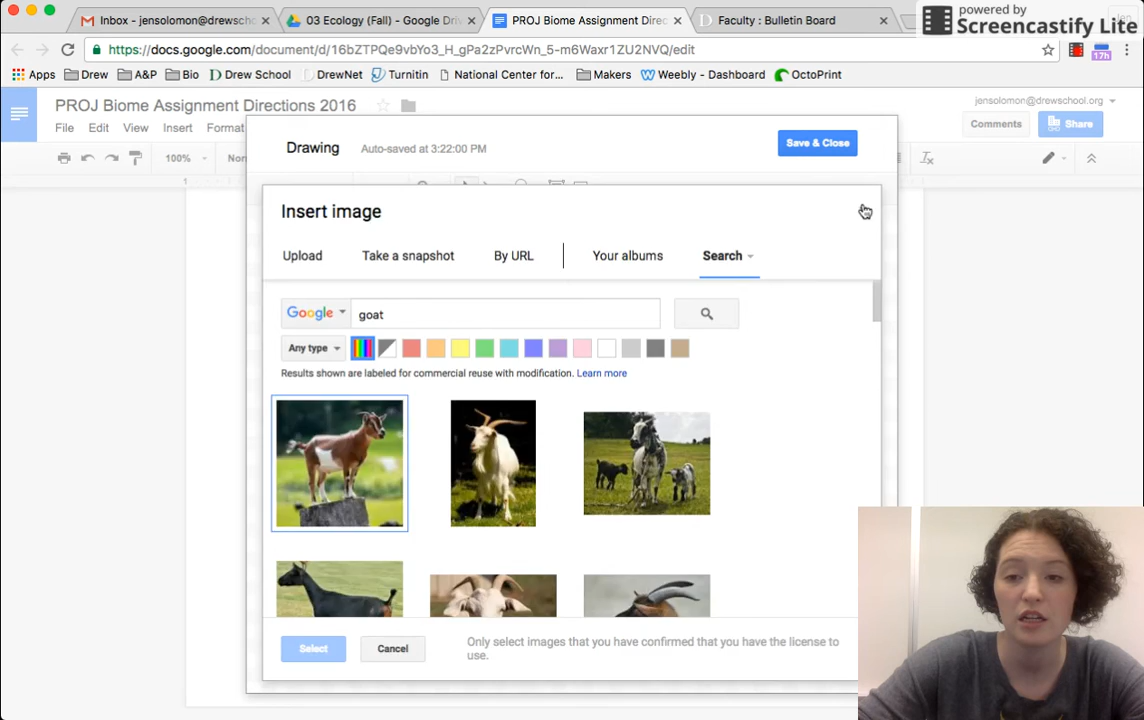 powered by
Screencastify Lite
Inbox - jensolomon@drewscho
03 Ecology (Fall) - Google Dri
PROJ Biome Assignment Direc
Faculty : Bulletin Board
https://docs.google.com/document/d/16bZTPQe9vbYo3_H_gPa2zPvrcWn_5-m6Waxr1ZU2NVQ/edit
17h
Apps
Drew
A&P
Bio
Drew School
DrewNet
Turnitin
National Center for...
Makers
Weebly - Dashboard
OctoPrint
PROJ Biome Assignment Directions 2016
jensolomon@drewschool.org
File Edit View Insert Format
Comments
Share
100%
Drawing
Auto-saved at 3:22:00 PM
Save & Close
Insert image
Upload
Take a snapshot
By URL
Your albums
Search
Google
goat
Any type
Results shown are labeled for commercial reuse with modification. Learn more
Select
Cancel
Only select images that you have confirmed that you have the license to
use.